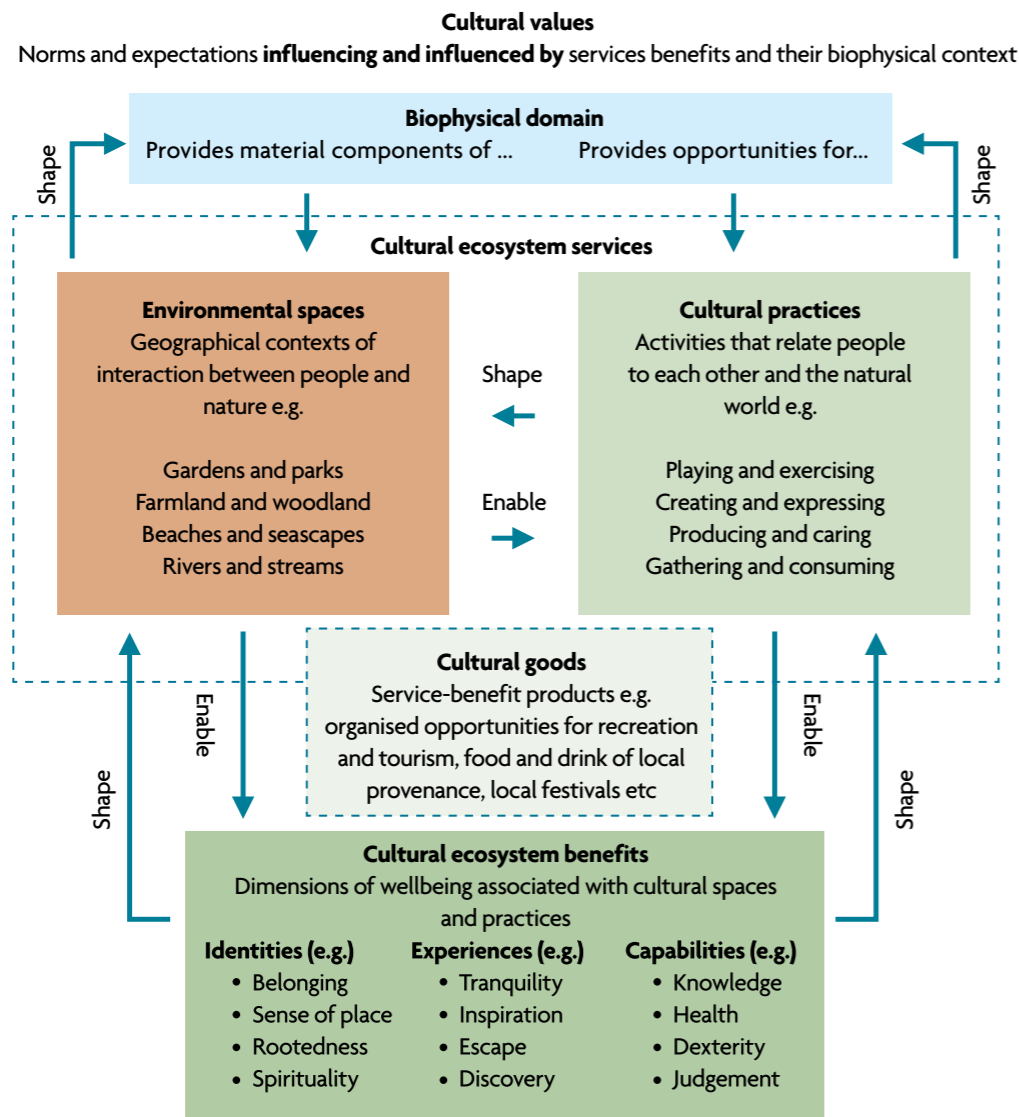 Cultural values
Norms and expectations influencing and influenced by services benefits and their biophysical context
Biophysical domain
Provides material components of ...
Provides opportunities for...
Shape
Shape
Cultural ecosystem services
Environmental spaces
Geographical contexts of
interaction between people and
nature e.g.
Gardens and parks
Farmland and woodland
Beaches and seascapes
Rivers and streams
Shape
Enable
Cultural practices
Activities that relate people
to each other and the natural
world e.g.
Playing and exercising
Creating and expressing
Producing and caring
Gathering and consuming
Cultural goods
Service-benefit products e.g.
organised opportunities for recreation
and tourism, food and drink of local
provenance, local festivals etc
Shape
Enable
Enable
Shape
Cultural ecosystem benefits
Dimensions of wellbeing associated with cultural spaces
and practices
Identities (e.g.)
• Belonging
• Sense of place
• Rootedness
• Spirituality
Experiences (e.g.)
• Tranquility
• Inspiration
• Escape
• Discovery
Capabilities (e.g.)
• Knowledge
• Health
• Dexterity
• Judgement